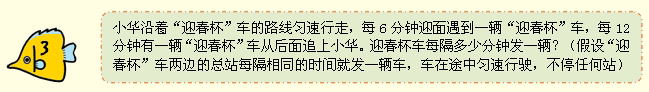 3
小华沿着“迎春杯”车的路线匀速行走，每 6 分钟迎面遇到一辆“迎春杯”车，每 12
分钟有一辆“迎春杯”车从后面追上小华。迎春杯车每隔多少分钟发一辆？（假设“迎
春杯”车两边的总站每隔相同的时间就发一辆车，车在途中匀速行驶，不停任何站）